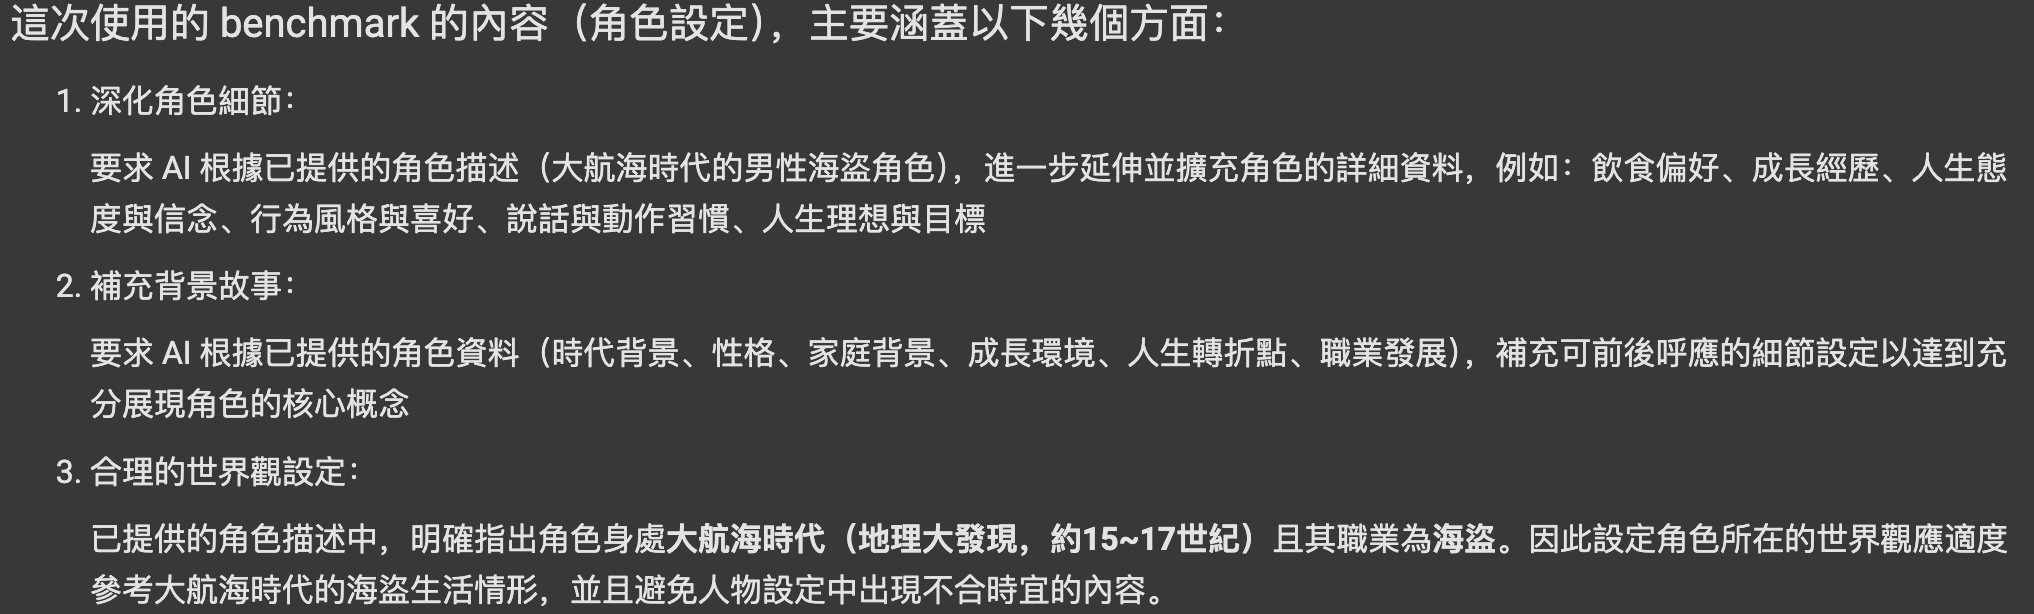 這次使用的 benchmark 的內容（角色設定），主要涵蓋以下幾個方面：
1. 深化角色細節：
要求 AI 根據已提供的角色描述（大航海時代的男性海盜角色），進一步延伸並擴充角色的詳細資料，例如：飲食偏好、成長經歷、人生態
度與信念、行為風格與喜好、說話與動作習慣、人生理想與目標
2. 補充背景故事：
要求 AI 根據已提供的角色資料（時代背景、性格、家庭背景、成長環境、人生轉折點、職業發展），補充可前後呼應的細節設定以達到充
分展現角色的核心概念
3. 合理的世界觀設定：
已提供的角色描述中，明確指出角色身處大航海時代（地理大發現，約15~17世紀）且其職業為海盜。因此設定角色所在的世界觀應適度
參考大航海時代的海盜生活情形，並且避免人物設定中出現不合時宜的內容。